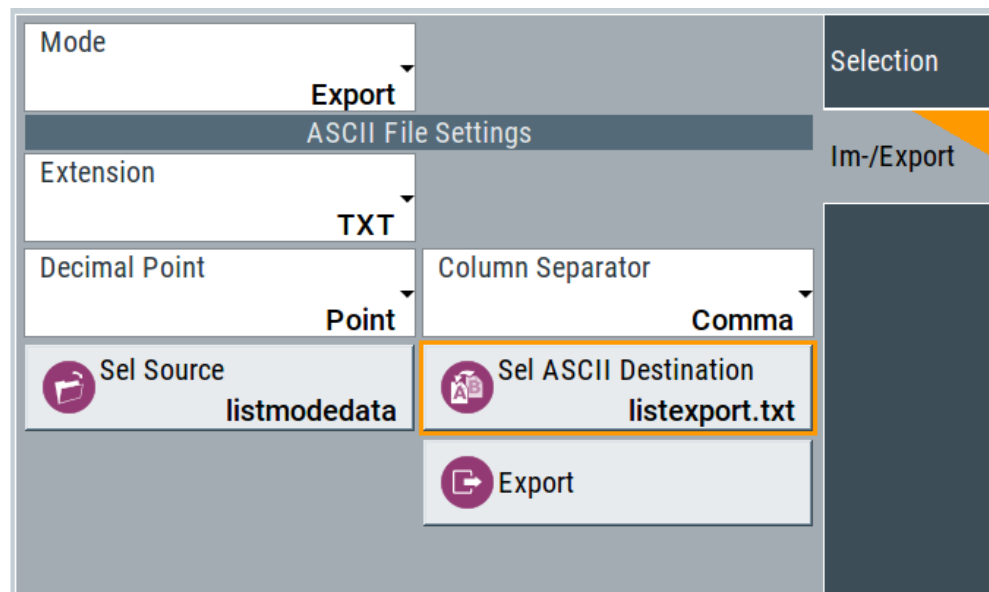 Mode
Export
ASCII File Settings
Extension
TXT
Decimal Point
Point
Column Separator
Comma
Sel Source
listmodedata
Sel ASCII Destination
listexport.txt
Export
Selection
Im-/Export